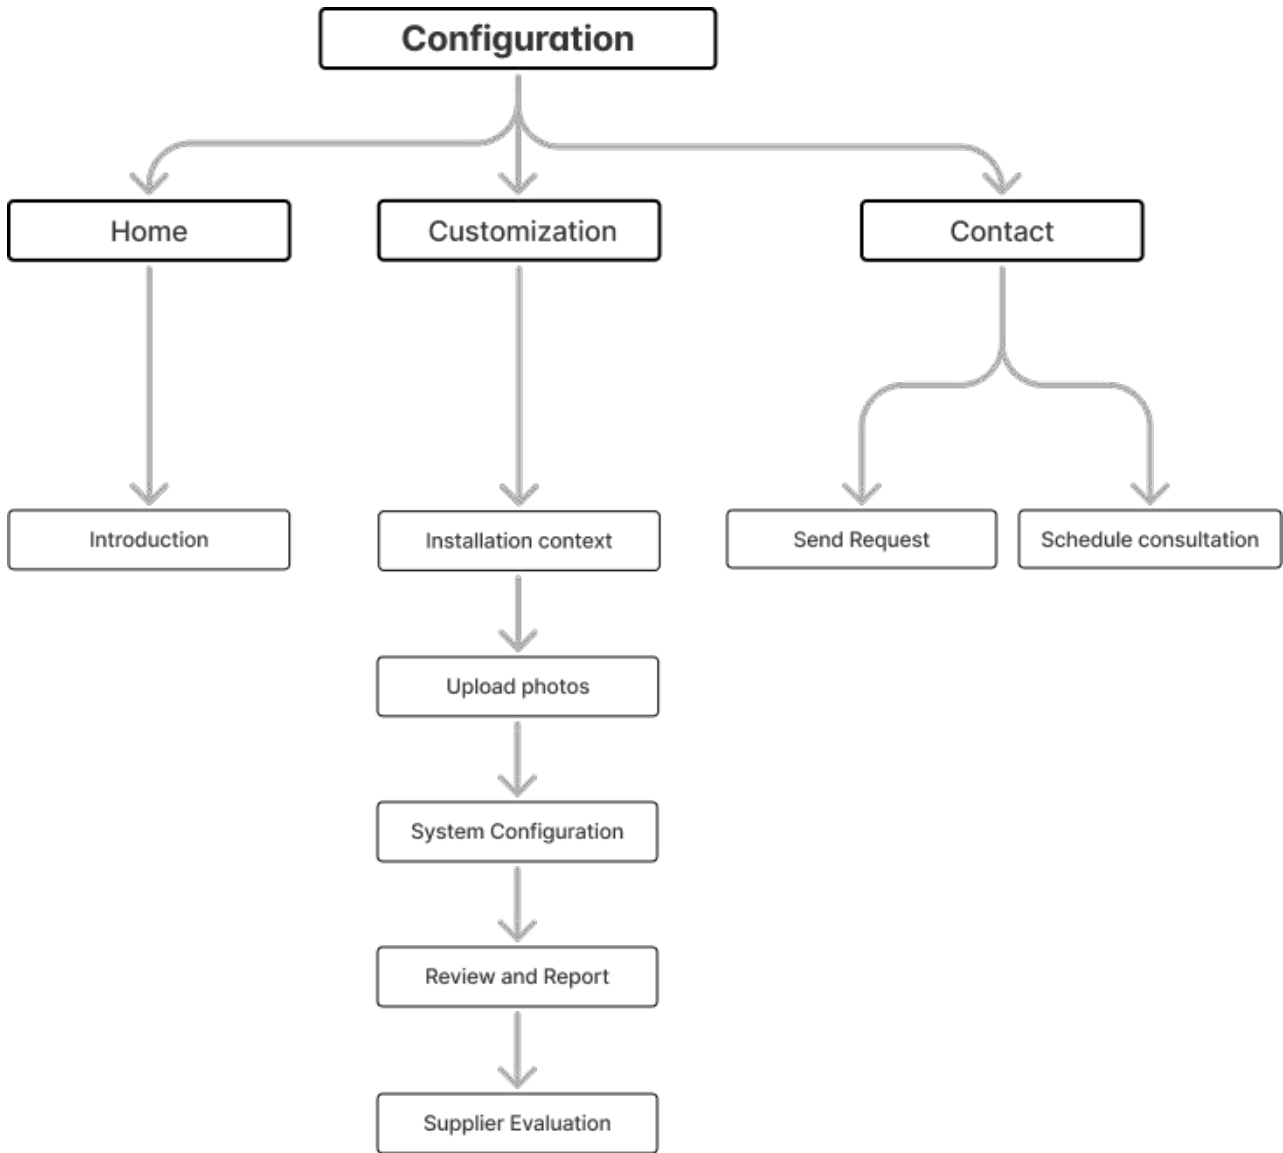 Configuration
Home
Customization
Contact
Introduction
Installation context
Send Request
Schedule consultation
Upload photos
System Configuration
Review and Report
Supplier Evaluation